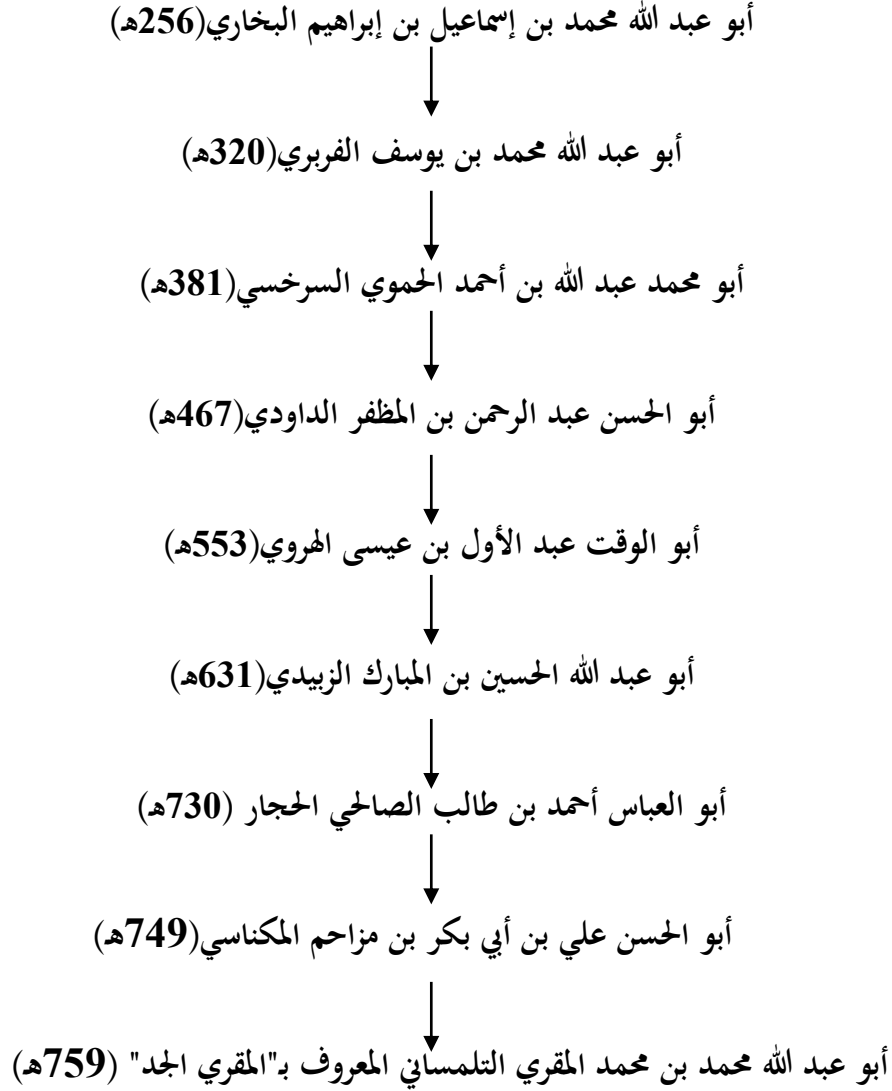 أبو عبد الله محمد بن إسماعيل بن إبراهيم البخاري(256هـ)
أبو عبد الله محمد بن يوسف الفربري(320هـ)
أبو محمد عبد الله بن أحمد الحموي السرخسي(381هـ)
أبو الحسن عبد الرحمن بن المظفر الداودي(467هـ)
أبو الوقت عبد الأول بن عيسى الهروي(553هـ)
أبو عبد الله الحسين بن المبارك الزبيدي(631هـ)
أبو العباس أحمد بن طالب الصالحي الحجار (730هـ)
أبو الحسن علي بن أبي بكر بن مزاحم المكناسي(749هـ)
أبو عبد الله محمد بن محمد المقري التلمساني المعروف بـ"المقري الجد" (759هـ)